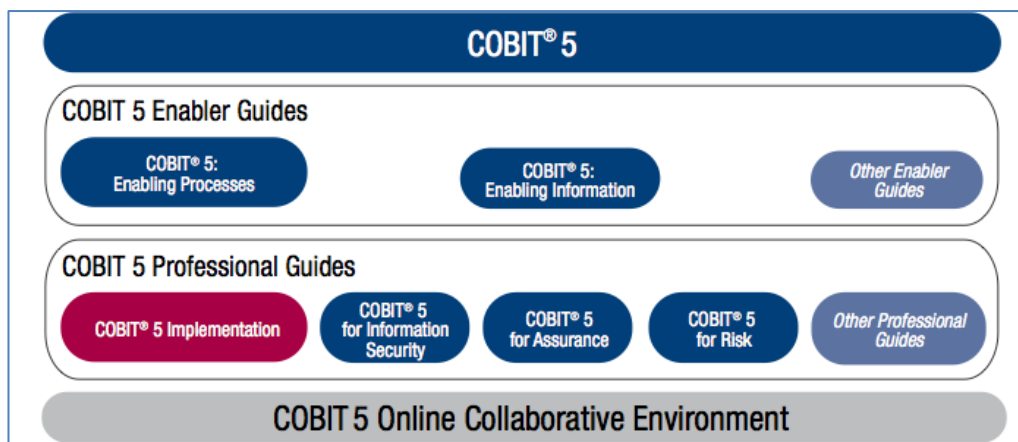 COBIT® 5
COBIT 5 Enabler Guides
COBIT® 5:
Enabling Processes
COBIT® 5:
Enabling Information
Other Enabler
Guides
COBIT 5 Professional Guides
COBIT® 5 Implementation
COBIT® 5
for Information
Security
COBIT® 5
for Assurance
COBIT® 5
for Risk
Other Professional
Guides
COBIT 5 Online Collaborative Environment